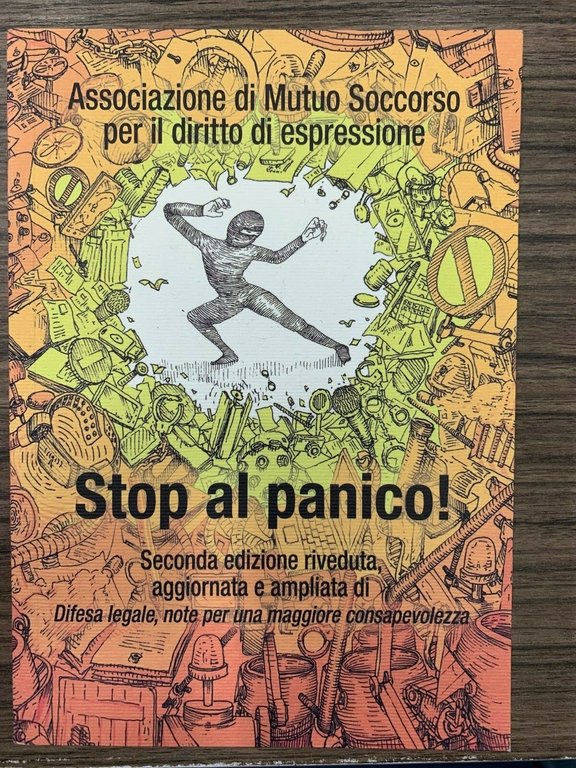 Associazione di Mutuo Soccorso
per il diritto di espressione
Stop al panico!
Seconda edizione riveduta,
aggiornata e ampliata di
Difesa legale, note per una maggiore consapevolezza